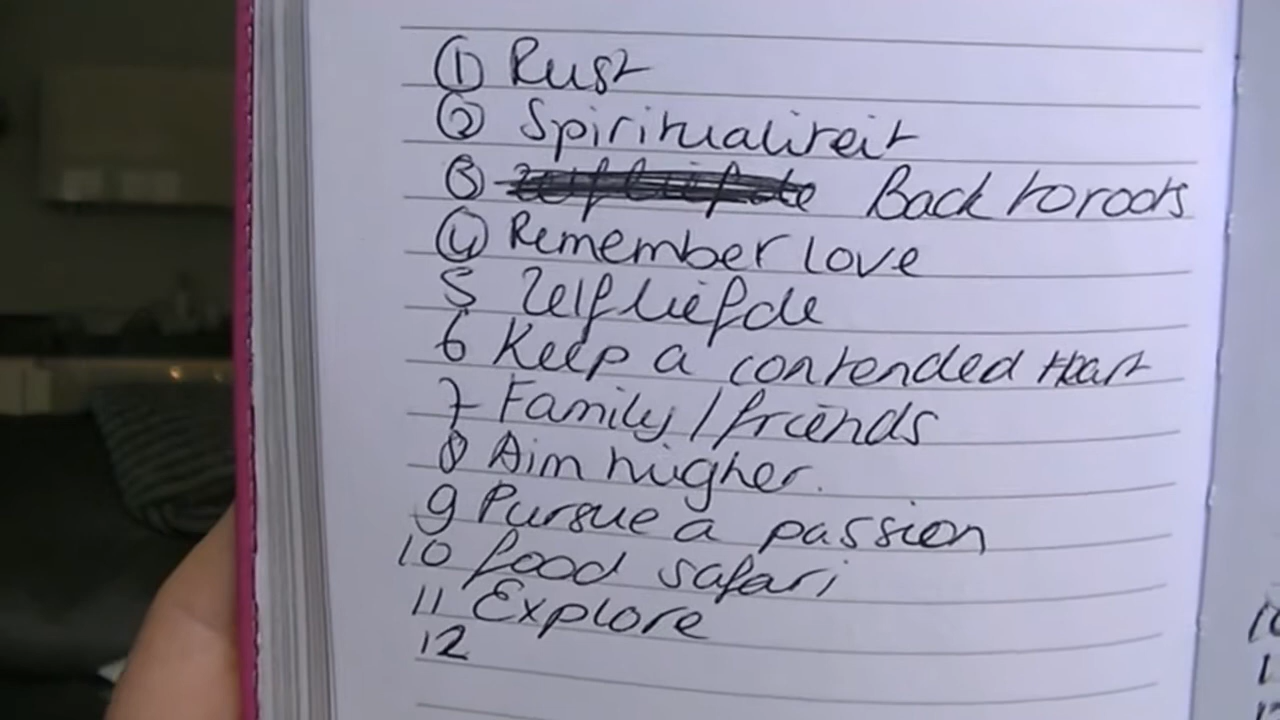 1 Rust
2 Spiritualiteit
3 Zelfliefde Back to roots
4 Remember love
5 Zelfliefde
6 Keep a contended Heart
7 Family / friends
8 Aim higher.
9 Pursue a passion
10 food safari
11 Explore
12